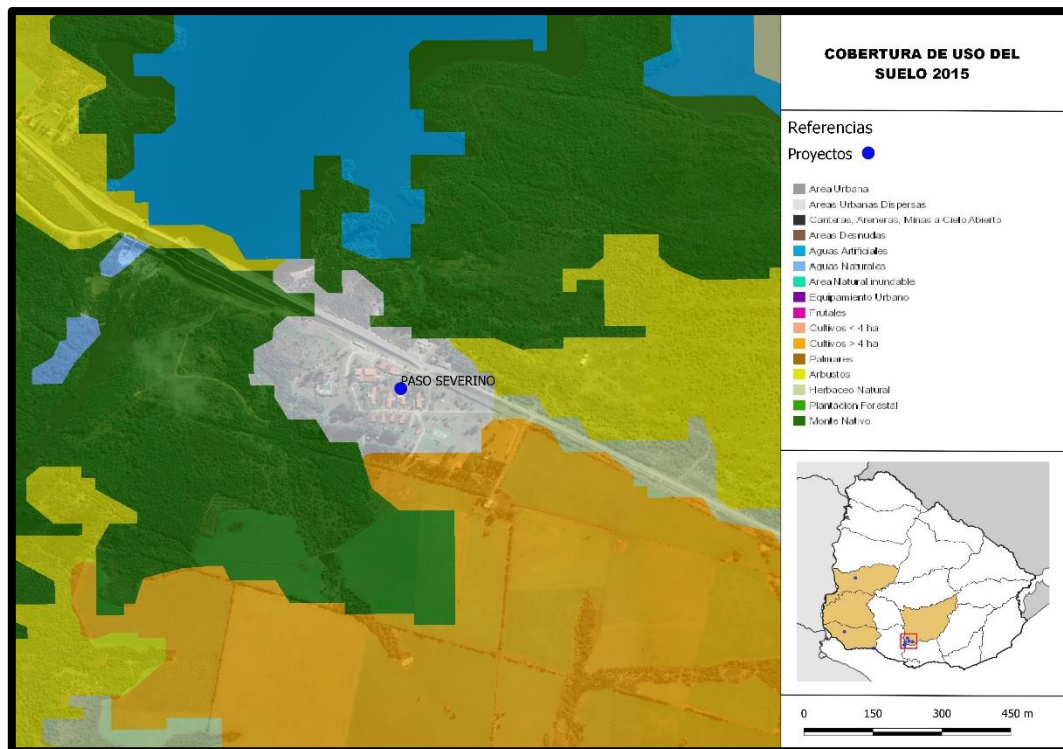 COBERTURA DE USO DEL
SUELO 2015
Referencias
Proyectos
Area Urbana
Areas Urbanas Dispersas
Canteras, Areneras, Minas a Cielo Abierto
Areas Desnudas
Aguas Artificiales
Aguas Naturales
Area Natural inundable
Equipamiento Urbano
Frutales
Cultivos < 4 ha
Cultivos > 4 ha
Palmares
Arbustos
Herbaceo Natural
Plantacion Forestal
Monte Nativo
PASO SEVERINO
0 150 300 450 m